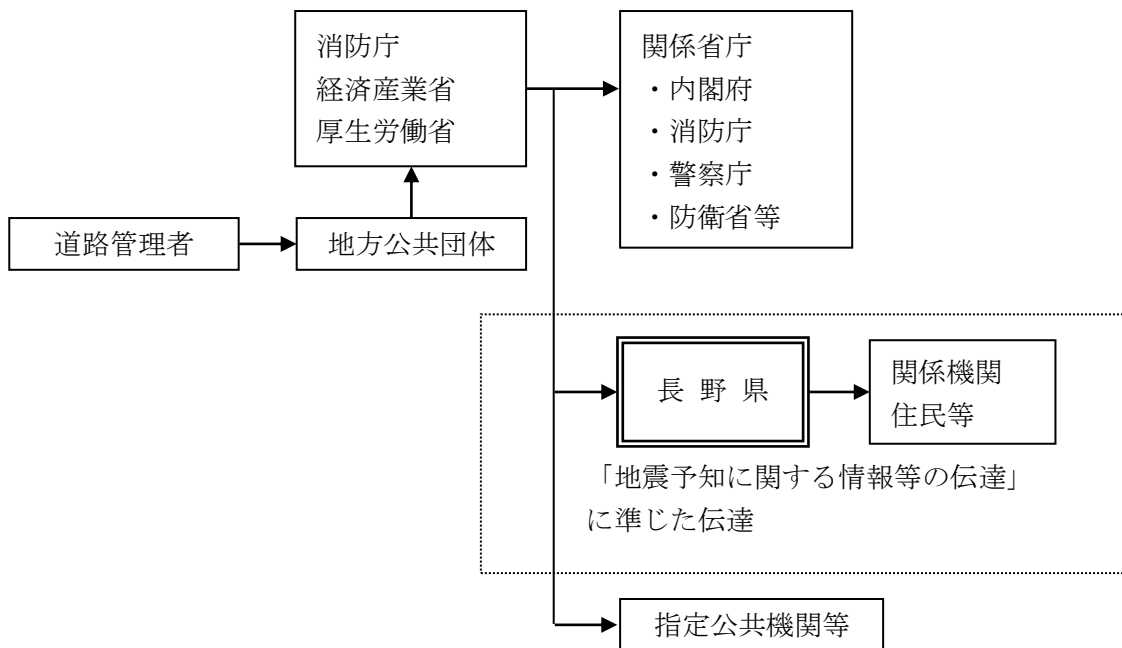 消防庁
経済産業省
厚生労働省
関係省庁
・内閣府
・消防庁
・警察庁
・防衛省等
道路管理者
地方公共団体
長 野 県
関係機関
住民等
「地震予知に関する情報等の伝達」
に準じた伝達
指定公共機関等